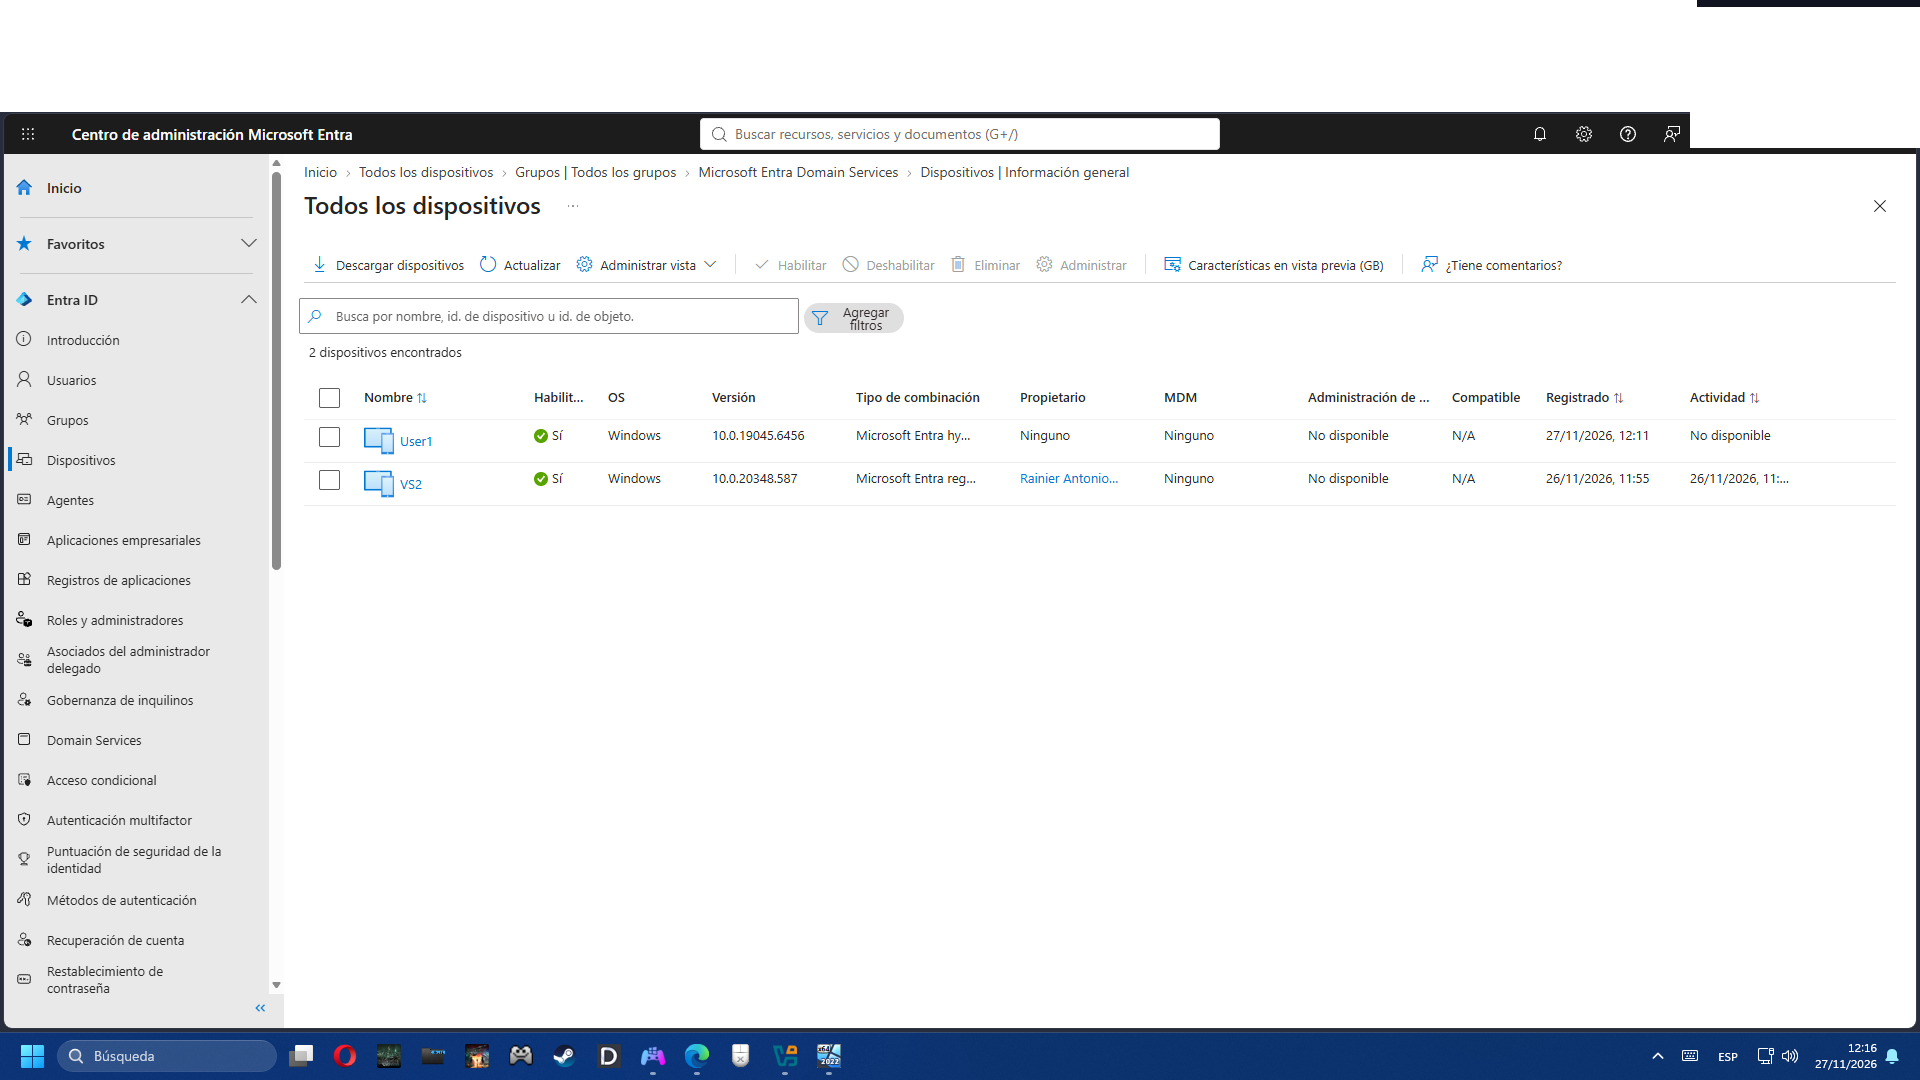 Centro de administración Microsoft Entra
Buscar recursos, servicios y documentos (G+/)
Inicio
Favoritos
Entra ID
Introducción
Usuarios
Grupos
Dispositivos
Agentes
Aplicaciones empresariales
Registros de aplicaciones
Roles y administradores
Asociados del administrador
delegado
Gobernanza de inquilinos
Domain Services
Acceso condicional
Autenticación multifactor
Puntuación de seguridad de la
identidad
Métodos de autenticación
Recuperación de cuenta
Restablecimiento de
contraseña
Inicio > Todos los dispositivos > Grupos | Todos los grupos > Microsoft Entra Domain Services > Dispositivos | Información general
Todos los dispositivos ...
Descargar dispositivos Actualizar Administrar vista Habilitar Deshabilitar Eliminar Administrar Características en vista previa (GB) ¿Tiene comentarios?
Busca por nombre, id. de dispositivo u id. de objeto.
Agregar
filtros
2 dispositivos encontrados
Nombre Habilit... OS Versión Tipo de combinación Propietario MDM Administración de ... Compatible Registrado Actividad
User1 Sí Windows 10.0.19045.6456 Microsoft Entra hy... Ninguno Ninguno No disponible N/A 27/11/2026, 12:11 No disponible
VS2 Sí Windows 10.0.20348.587 Microsoft Entra reg... Rainier Antonio... Ninguno No disponible N/A 26/11/2026, 11:55 26/11/2026, 11:...
Búsqueda
D
2022
ESP
12:16
27/11/2026